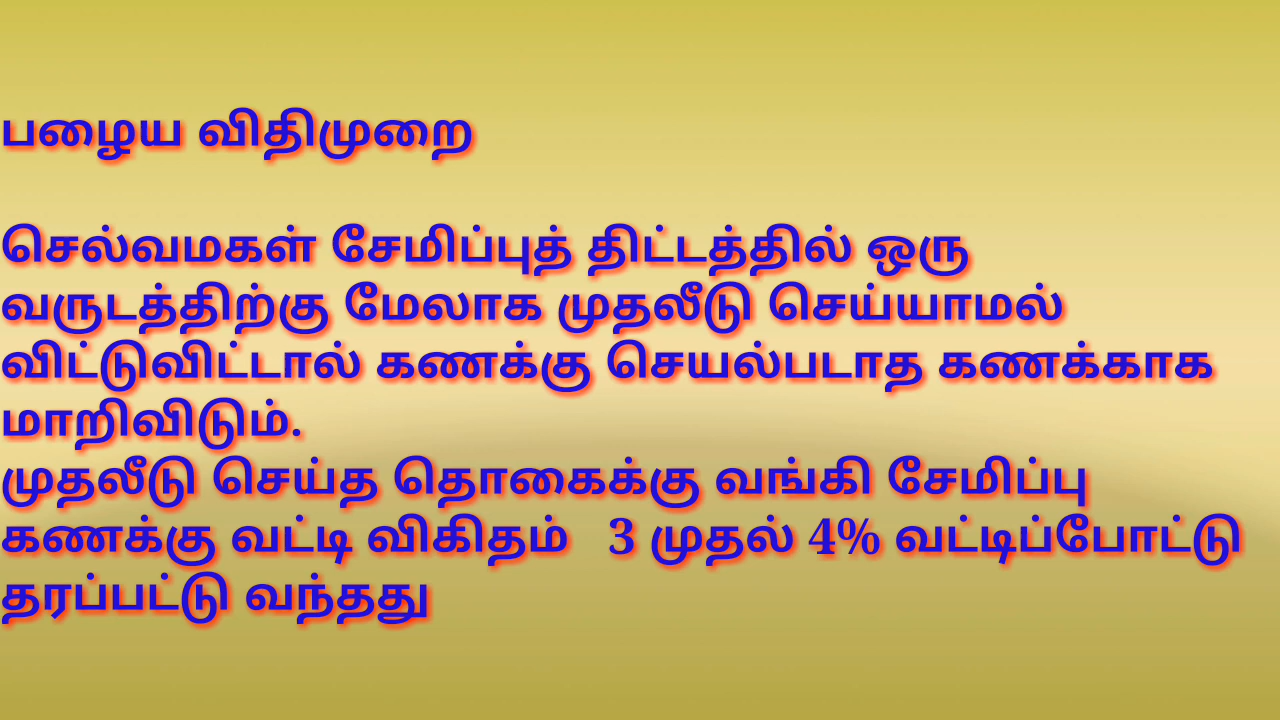 பழைய விதிமுறை
செல்வமகள் சேமிப்புத் திட்டத்தில் ஒரு
வருடத்திற்கு மேலாக முதலீடு செய்யாமல்
விட்டுவிட்டால் கணக்கு செயல்படாத கணக்காக
மாறிவிடும்.
முதலீடு செய்த தொகைக்கு வங்கி சேமிப்பு
கணக்கு வட்டி விகிதம் 3 முதல் 4% வட்டிப்போட்டு
தரப்பட்டு வந்தது